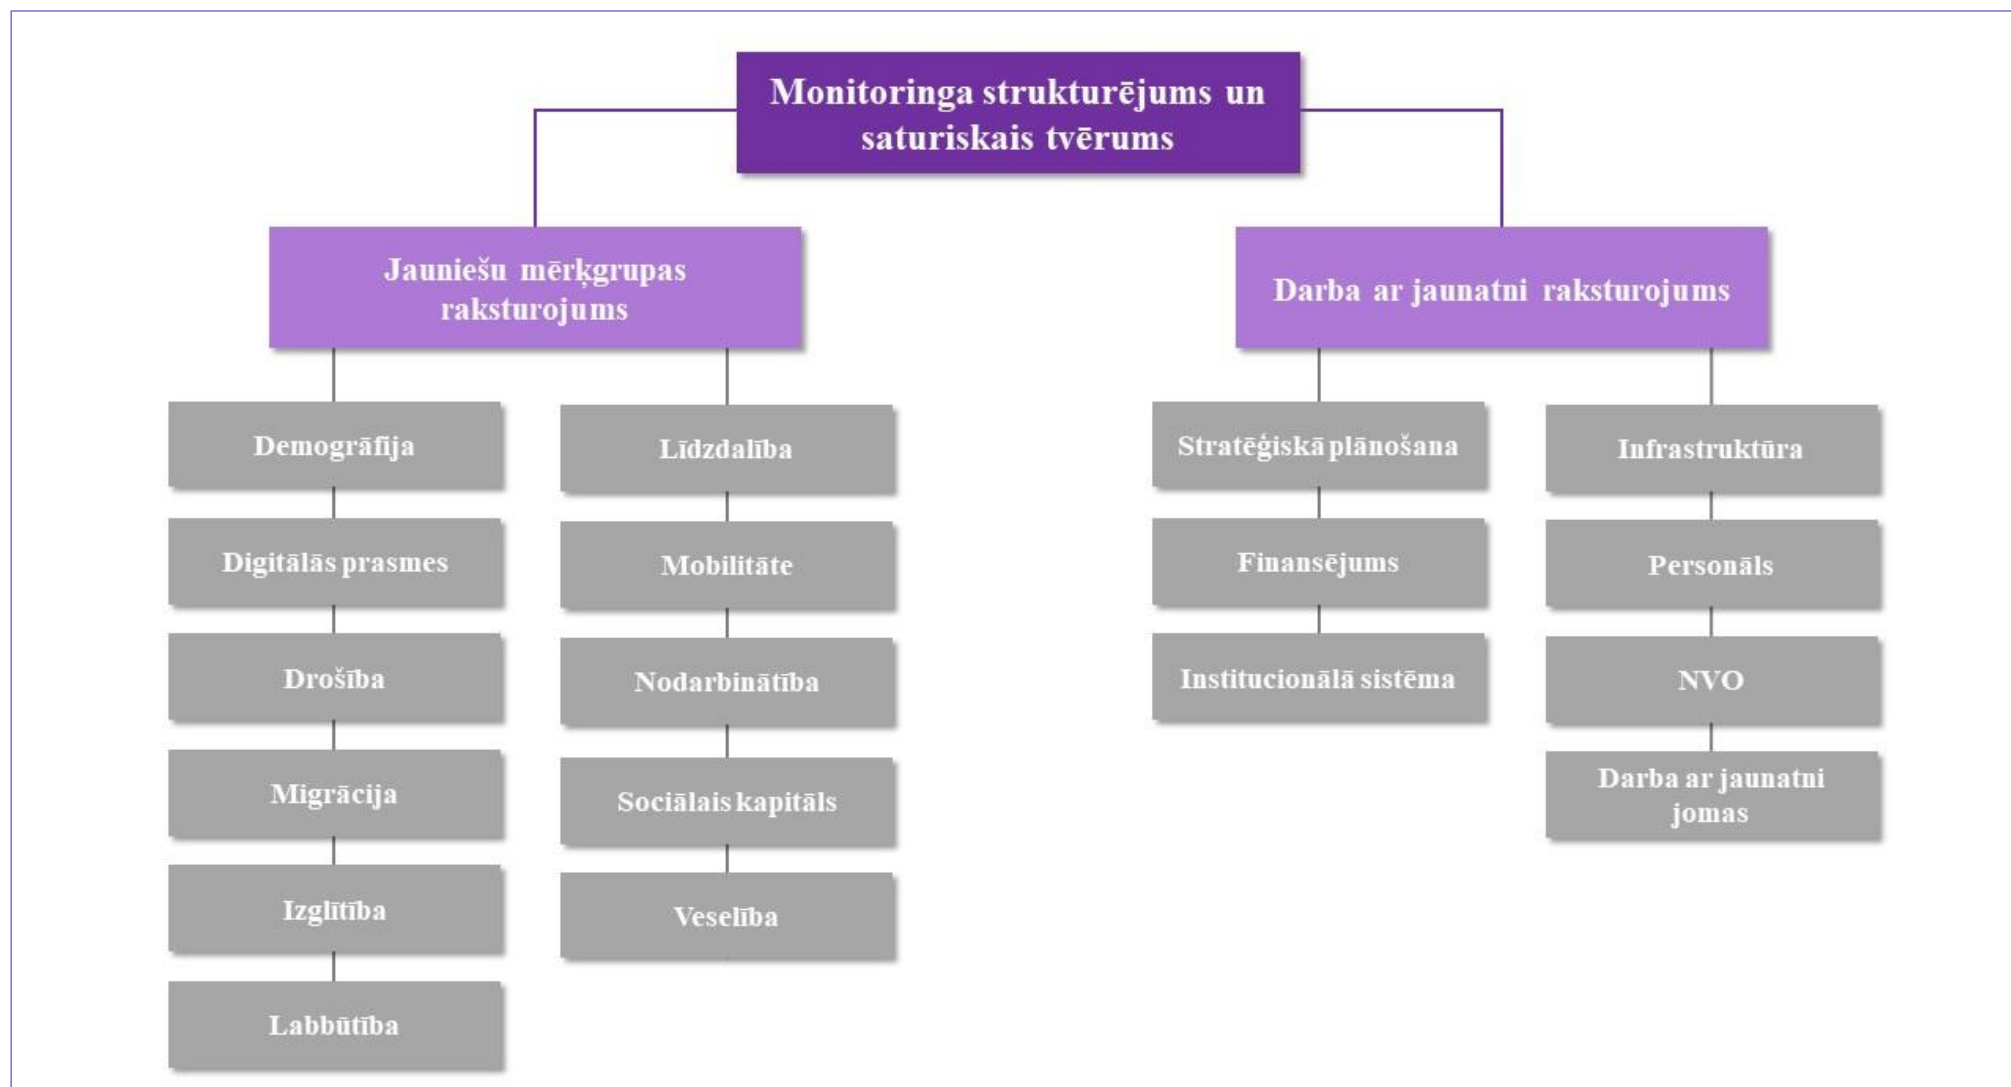 Monitoringa strukturējums un
saturiskais tvērums
Jauniešu mērķgrupas
raksturojums
Demogrāfija
Digitālās prasmes
Drošība
Migrācija
Izglītība
Labbūtība
Līdzdalība
Mobilitāte
Nodarbinātība
Sociālais kapitāls
Veselība
Darba ar jaunatni raksturojums
Stratēģiskā plānošana
Finansējums
Institucionālā sistēma
Infrastruktūra
Personāls
NVO
Darba ar jaunatni
jomas